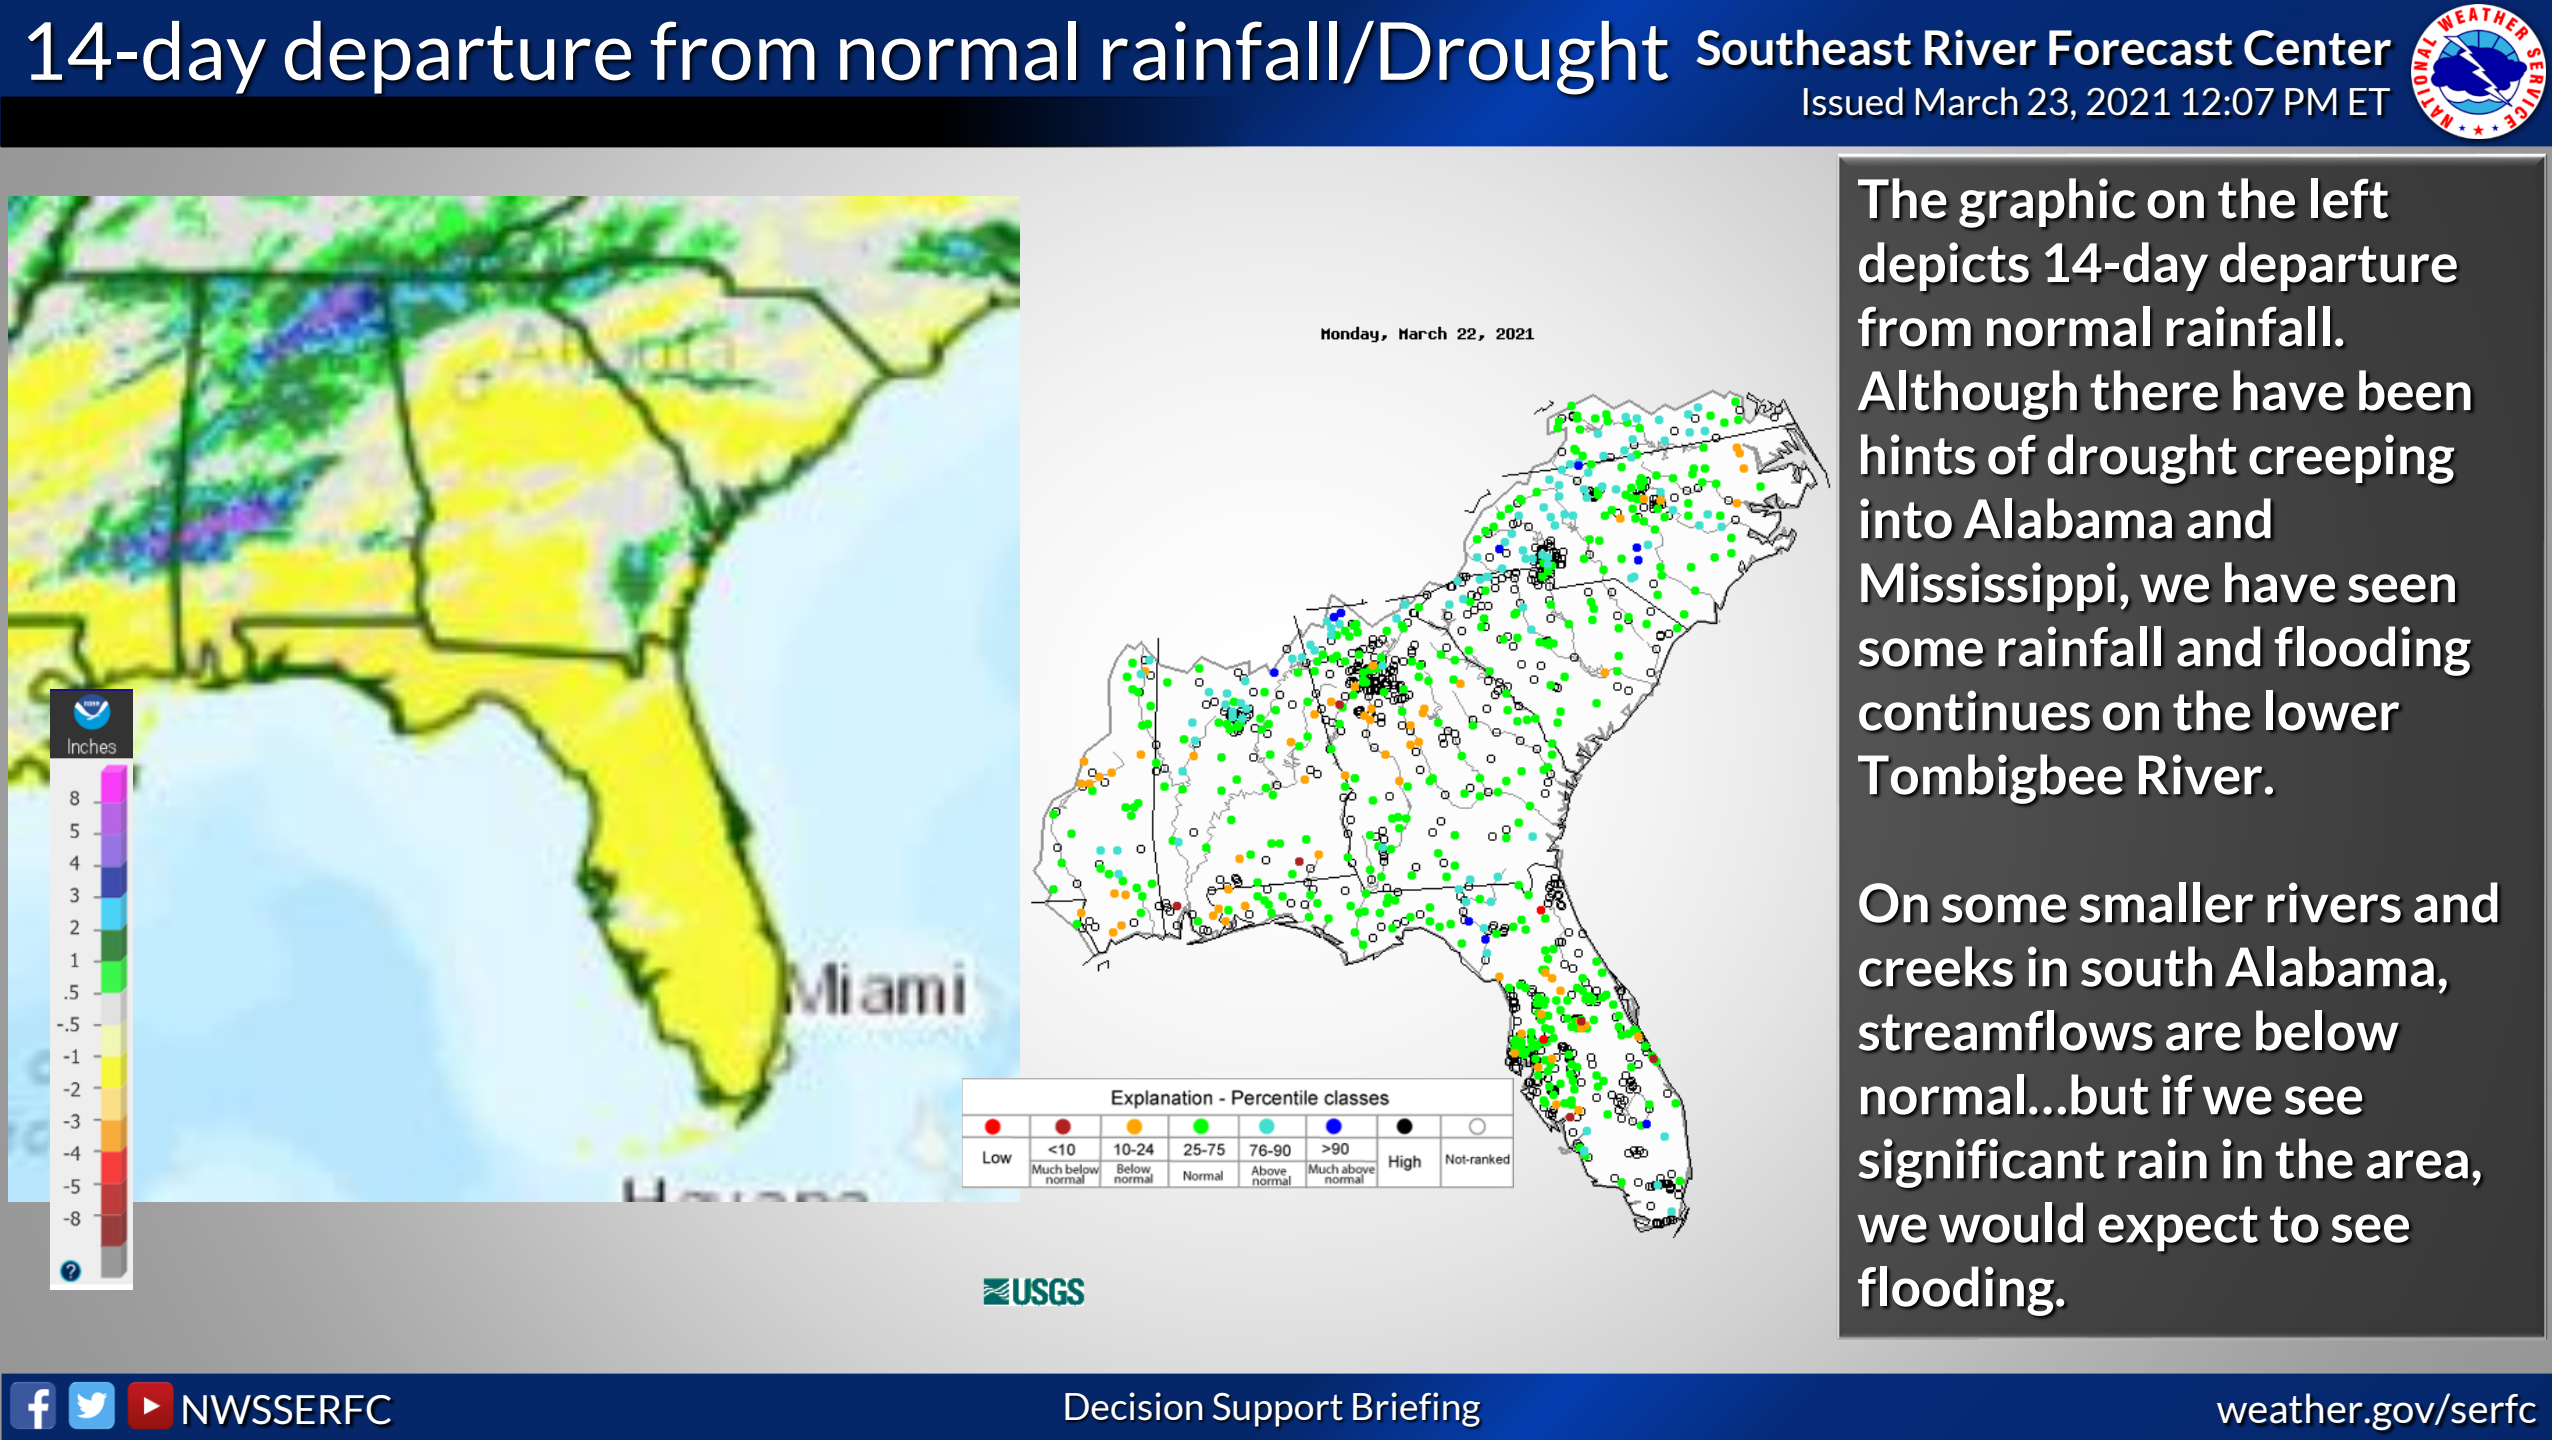 14-day departure from normal rainfall/Drought
Southeast River Forecast Center
Issued March 23, 2021 12:07 PM ET
NATIONAL WEATHER SERVICE
The graphic on the left
depicts 14-day departure
from normal rainfall.
Although there have been
hints of drought creeping
into Alabama and
Mississippi, we have seen
some rainfall and flooding
continues on the lower
Tombigbee River.
On some smaller rivers and
creeks in south Alabama,
streamflows are below
normal...but if we see
significant rain in the area,
we would expect to see
flooding.
Atlanta
Miami
Havana
Inches
8
5
4
3
2
1
.5
-.5
-1
-2
-3
-4
-5
-8
?
Monday, March 22, 2021
Explanation - Percentile classes
Low
<10
10-24
25-75
76-90
>90
High
Not-ranked
Much below normal
Below normal
Normal
Above normal
Much above normal
USGS
NWSSERFC
Decision Support Briefing
weather.gov/serfc